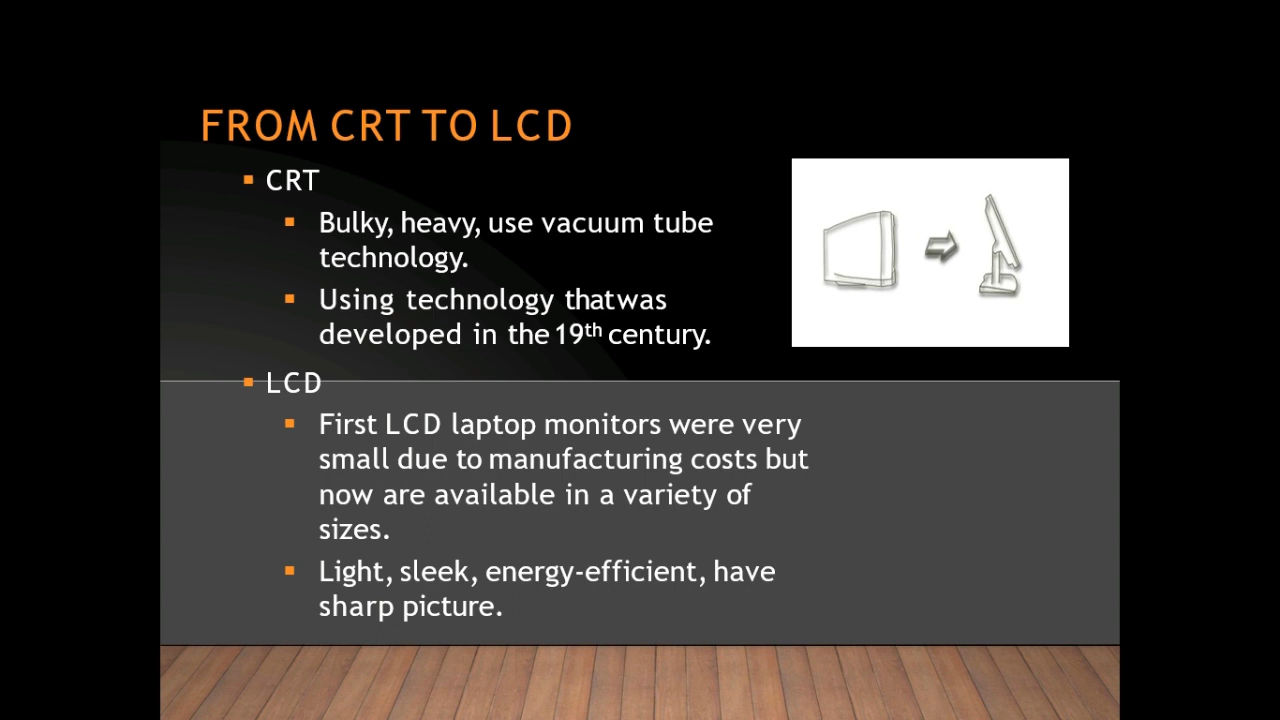 FROM CRT TO LCD
▪ CRT
▪ Bulky, heavy, use vacuum tube
technology.
▪ Using technology thatwas
developed in the 19th century.
▪ LCD
▪ First LCD laptop monitors were very
small due to manufacturing costs but
now are available in a variety of
sizes.
▪ Light, sleek, energy-efficient, have
sharp picture.